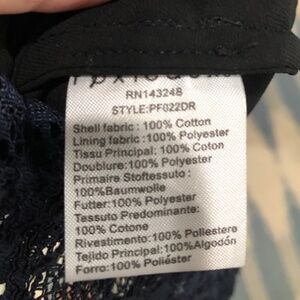 RN143248
STYLE:PF022DR
Shell fabric : 100% Cotton
Lining fabric : 100% Polyester
Tissu Principal: 100% Coton
Doublure:100% Polyester
Primaire Stoffestuto :
100%Baumwolle
Futter:100% Polyester
Tessuto Predominante:
100% Cotone
Rivestimento:100% Poliestere
Tejido Principal:100%Algodón
Forro:100% Poliéster